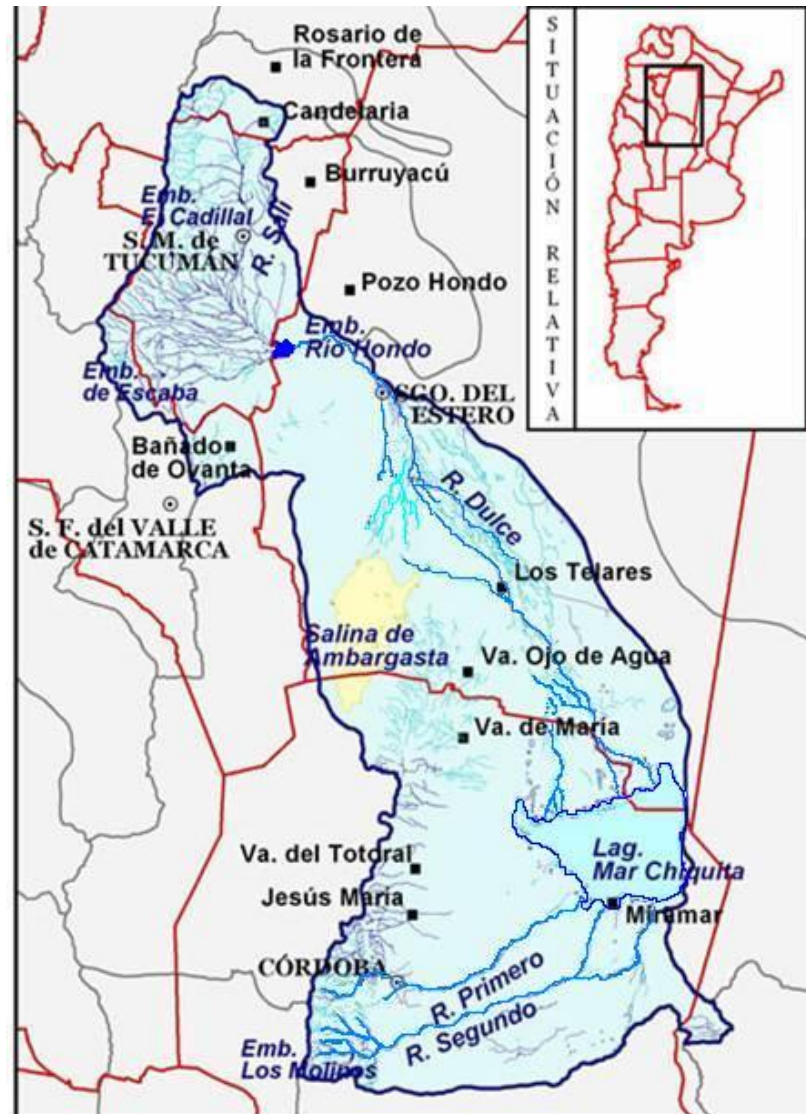 Rosario de
la Frontera
Candelaria
Burruyacú
Emb.
El Cadillal
R. Salí
S. M. de
TUCUMÁN
Pozo Hondo
Emb.
Río Hondo
Emb.
de Escaba
SGO. DEL
ESTERO
Bañado
de Ovanta
R. Dulce
S. F. del VALLE
de CATAMARCA
Los Telares
Salina de
Ambargasta
Va. Ojo de Agua
Va. de María
Lag.
Mar Chiquita
Va. del Totoral
Jesús María
Miramar
CÓRDOBA
R. Primero
R. Segundo
Emb.
Los Molinos
SITUACIÓN RELATIVA